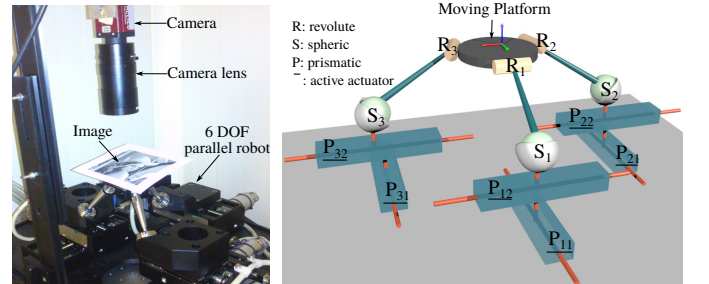 Camera
Camera lens
Image
6 DOF
parallel robot
R: revolute
S: spheric
P: prismatic
_: active actuator
Moving Platform
R3
R2
R1
S3
S2
S1
P32
P22
P31
P12
P21
P11